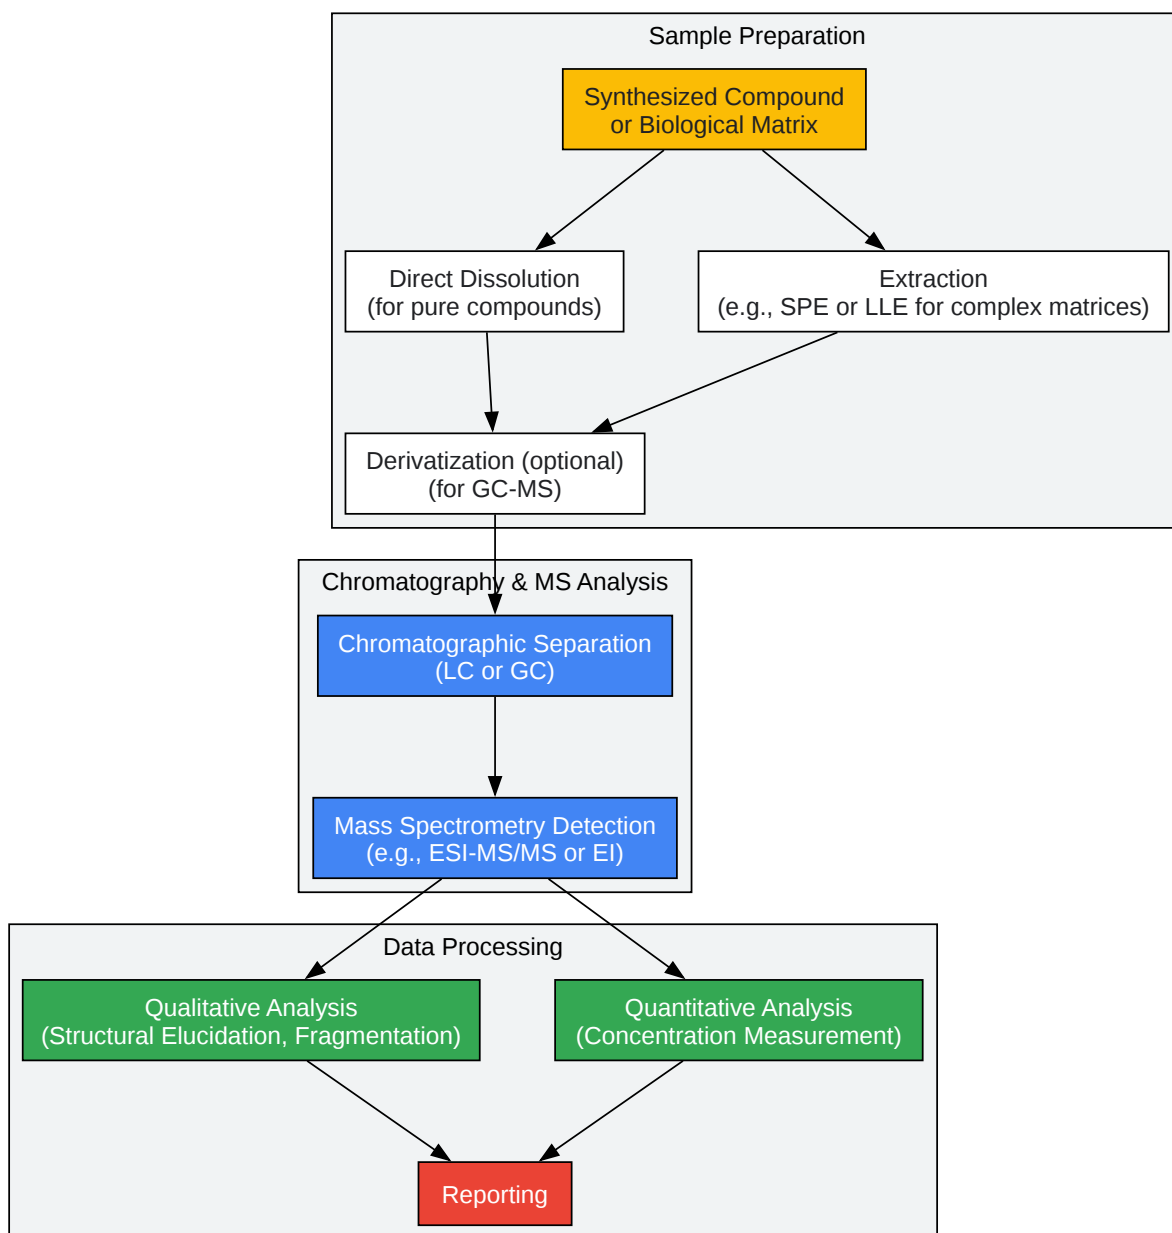 Sample Preparation
Synthesized Compound
or Biological Matrix
Direct Dissolution
(for pure compounds)
Extraction
(e.g., SPE or LLE for complex matrices)
Derivatization (optional)
(for GC-MS)
Chromatography & MS Analysis
Chromatographic Separation
(LC or GC)
Mass Spectrometry Detection
(e.g., ESI-MS/MS or EI)
Data Processing
Qualitative Analysis
(Structural Elucidation, Fragmentation)
Quantitative Analysis
(Concentration Measurement)
Reporting